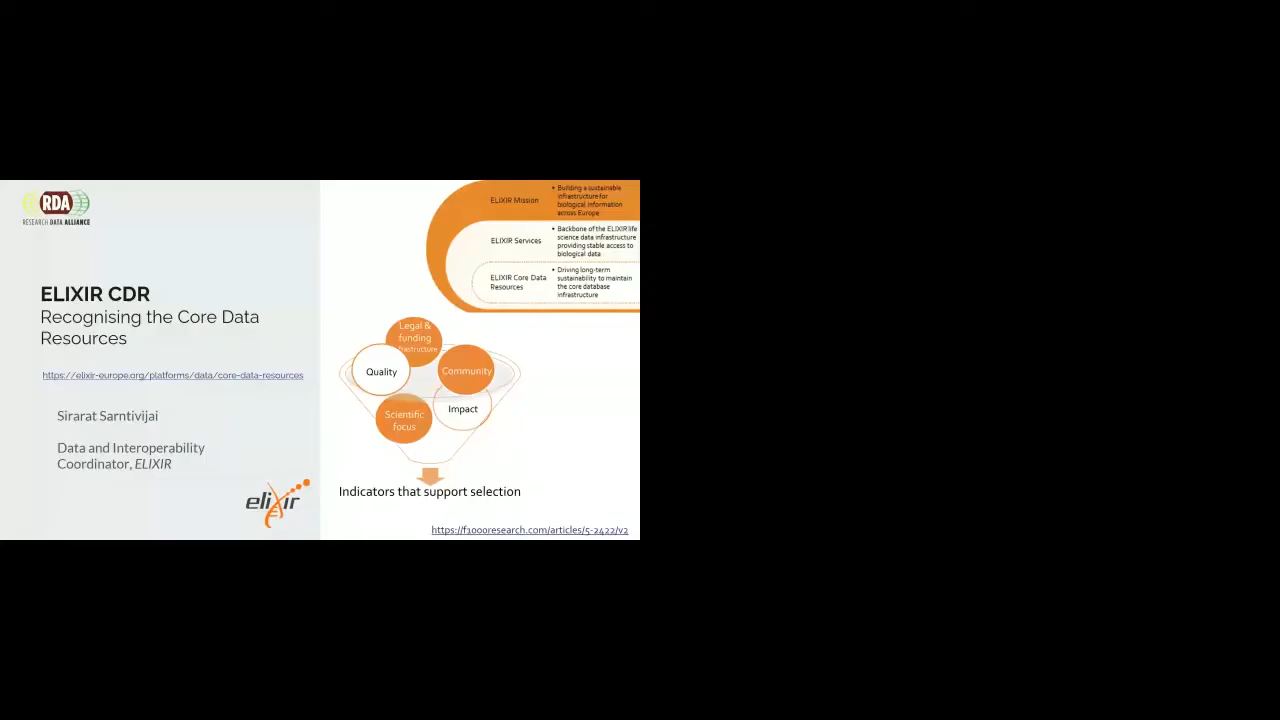 RDA
RESEARCH DATA ALLIANCE
ELIXIR CDR
Recognising the Core Data
Resources
https://elixir-europe.org/platforms/data/core-data-resources
Sirarat Sarntivijai
Data and Interoperability
Coordinator, ELIXIR
elixir
ELIXIR Mission
• Building a sustainable
infrastructure for
biological information
across Europe
ELIXIR Services
• Backbone of the ELIXIR life
science data infrastructure
providing stable access to
biological data
ELIXIR Core Data
Resources
• Driving long-term
sustainability to maintain
the core database
infrastructure
Legal &
funding
frastructure
Quality
Community
Scientific
focus
Impact
Indicators that support selection
https://f1000research.com/articles/5-2422/v2